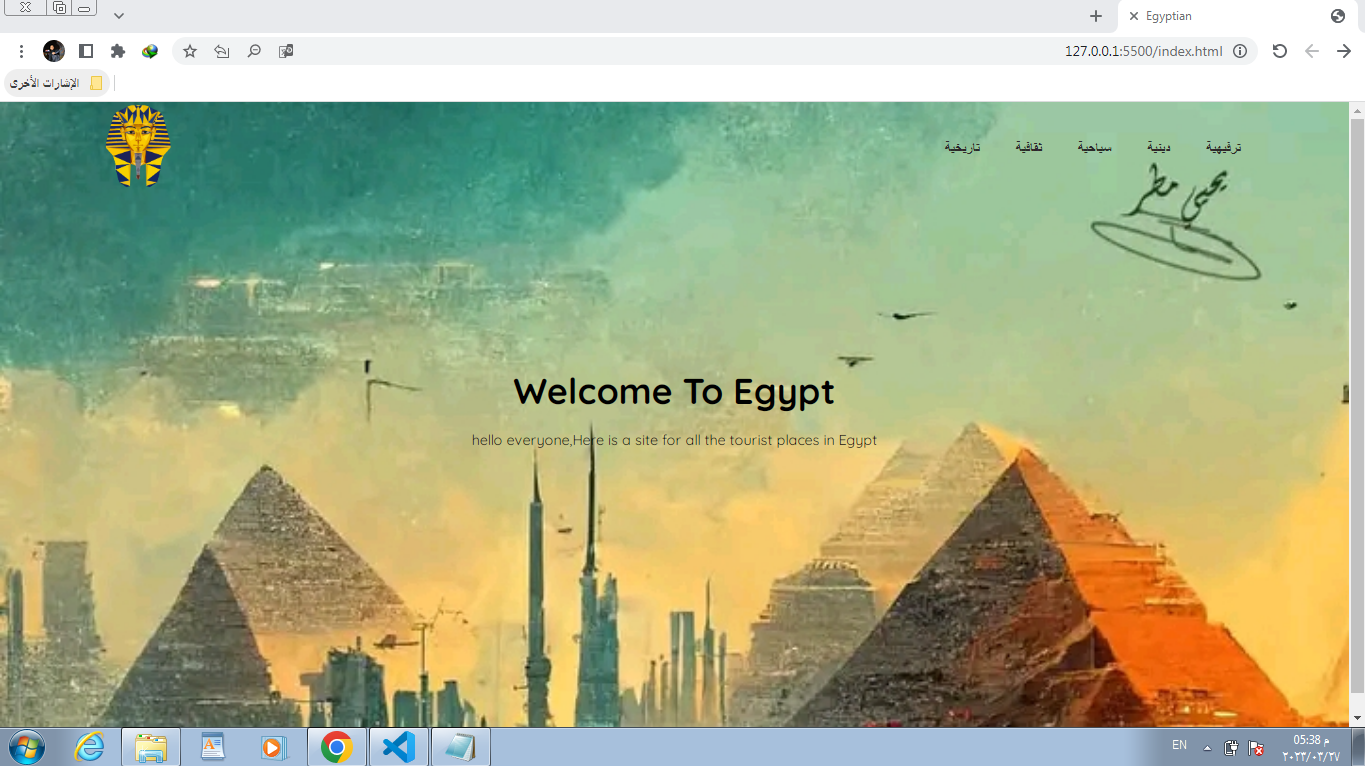 Egyptian
127.0.0.1:5500/index.html
الإشارات الأخرى
ترفيهية
دينية
سياحية
ثقافية
تاريخية
يحيى مطر
Welcome To Egypt
hello everyone,Here is a site for all the tourist places in Egypt
EN
05:38 م
٢٠٢٣/٠٣/٢٧